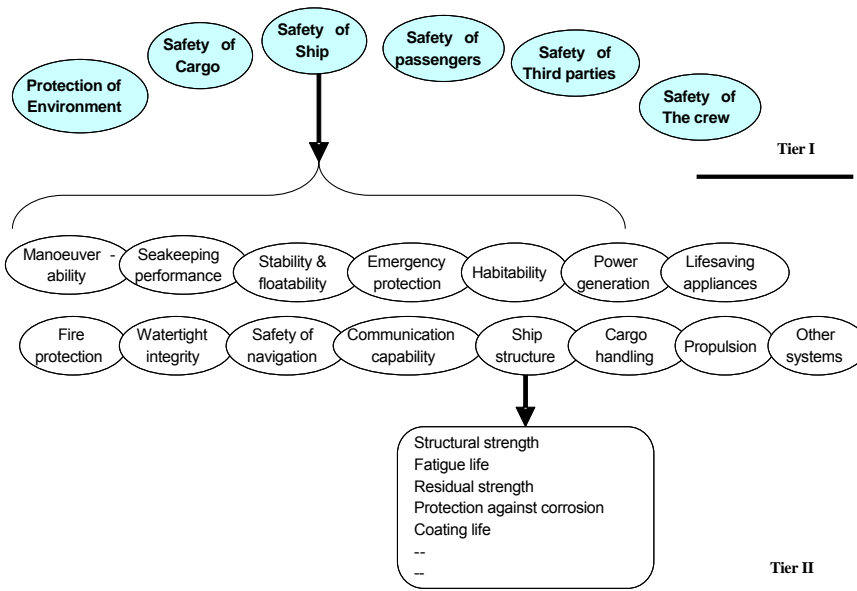 Protection of
Environment
Safety of
Cargo
Safety of
Ship
Safety of
passengers
Safety of
Third parties
Safety of
The crew
Tier I
Manoeuver -
ability
Seakeeping
performance
Stability &
floatability
Emergency
protection
Habitability
Power
generation
Lifesaving
appliances
Fire
protection
Watertight
integrity
Safety of
navigation
Communication
capability
Ship
structure
Cargo
handling
Propulsion
Other
systems
Structural strength
Fatigue life
Residual strength
Protection against corrosion
Coating life
--
--
Tier II